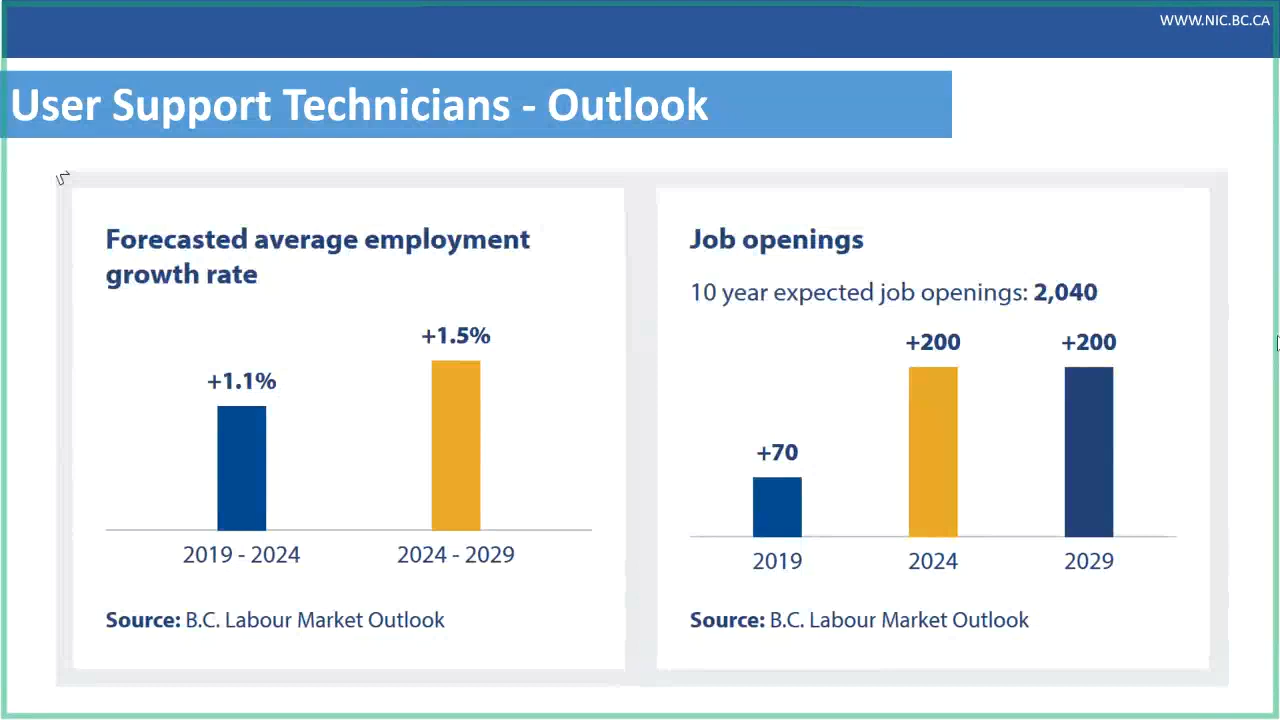 WWW.NIC.BC.CA
User Support Technicians - Outlook
Forecasted average employment
growth rate
+1.1%
+1.5%
2019 - 2024
2024 - 2029
Source: B.C. Labour Market Outlook
Job openings
10 year expected job openings: 2,040
+70
+200
+200
2019
2024
2029
Source: B.C. Labour Market Outlook